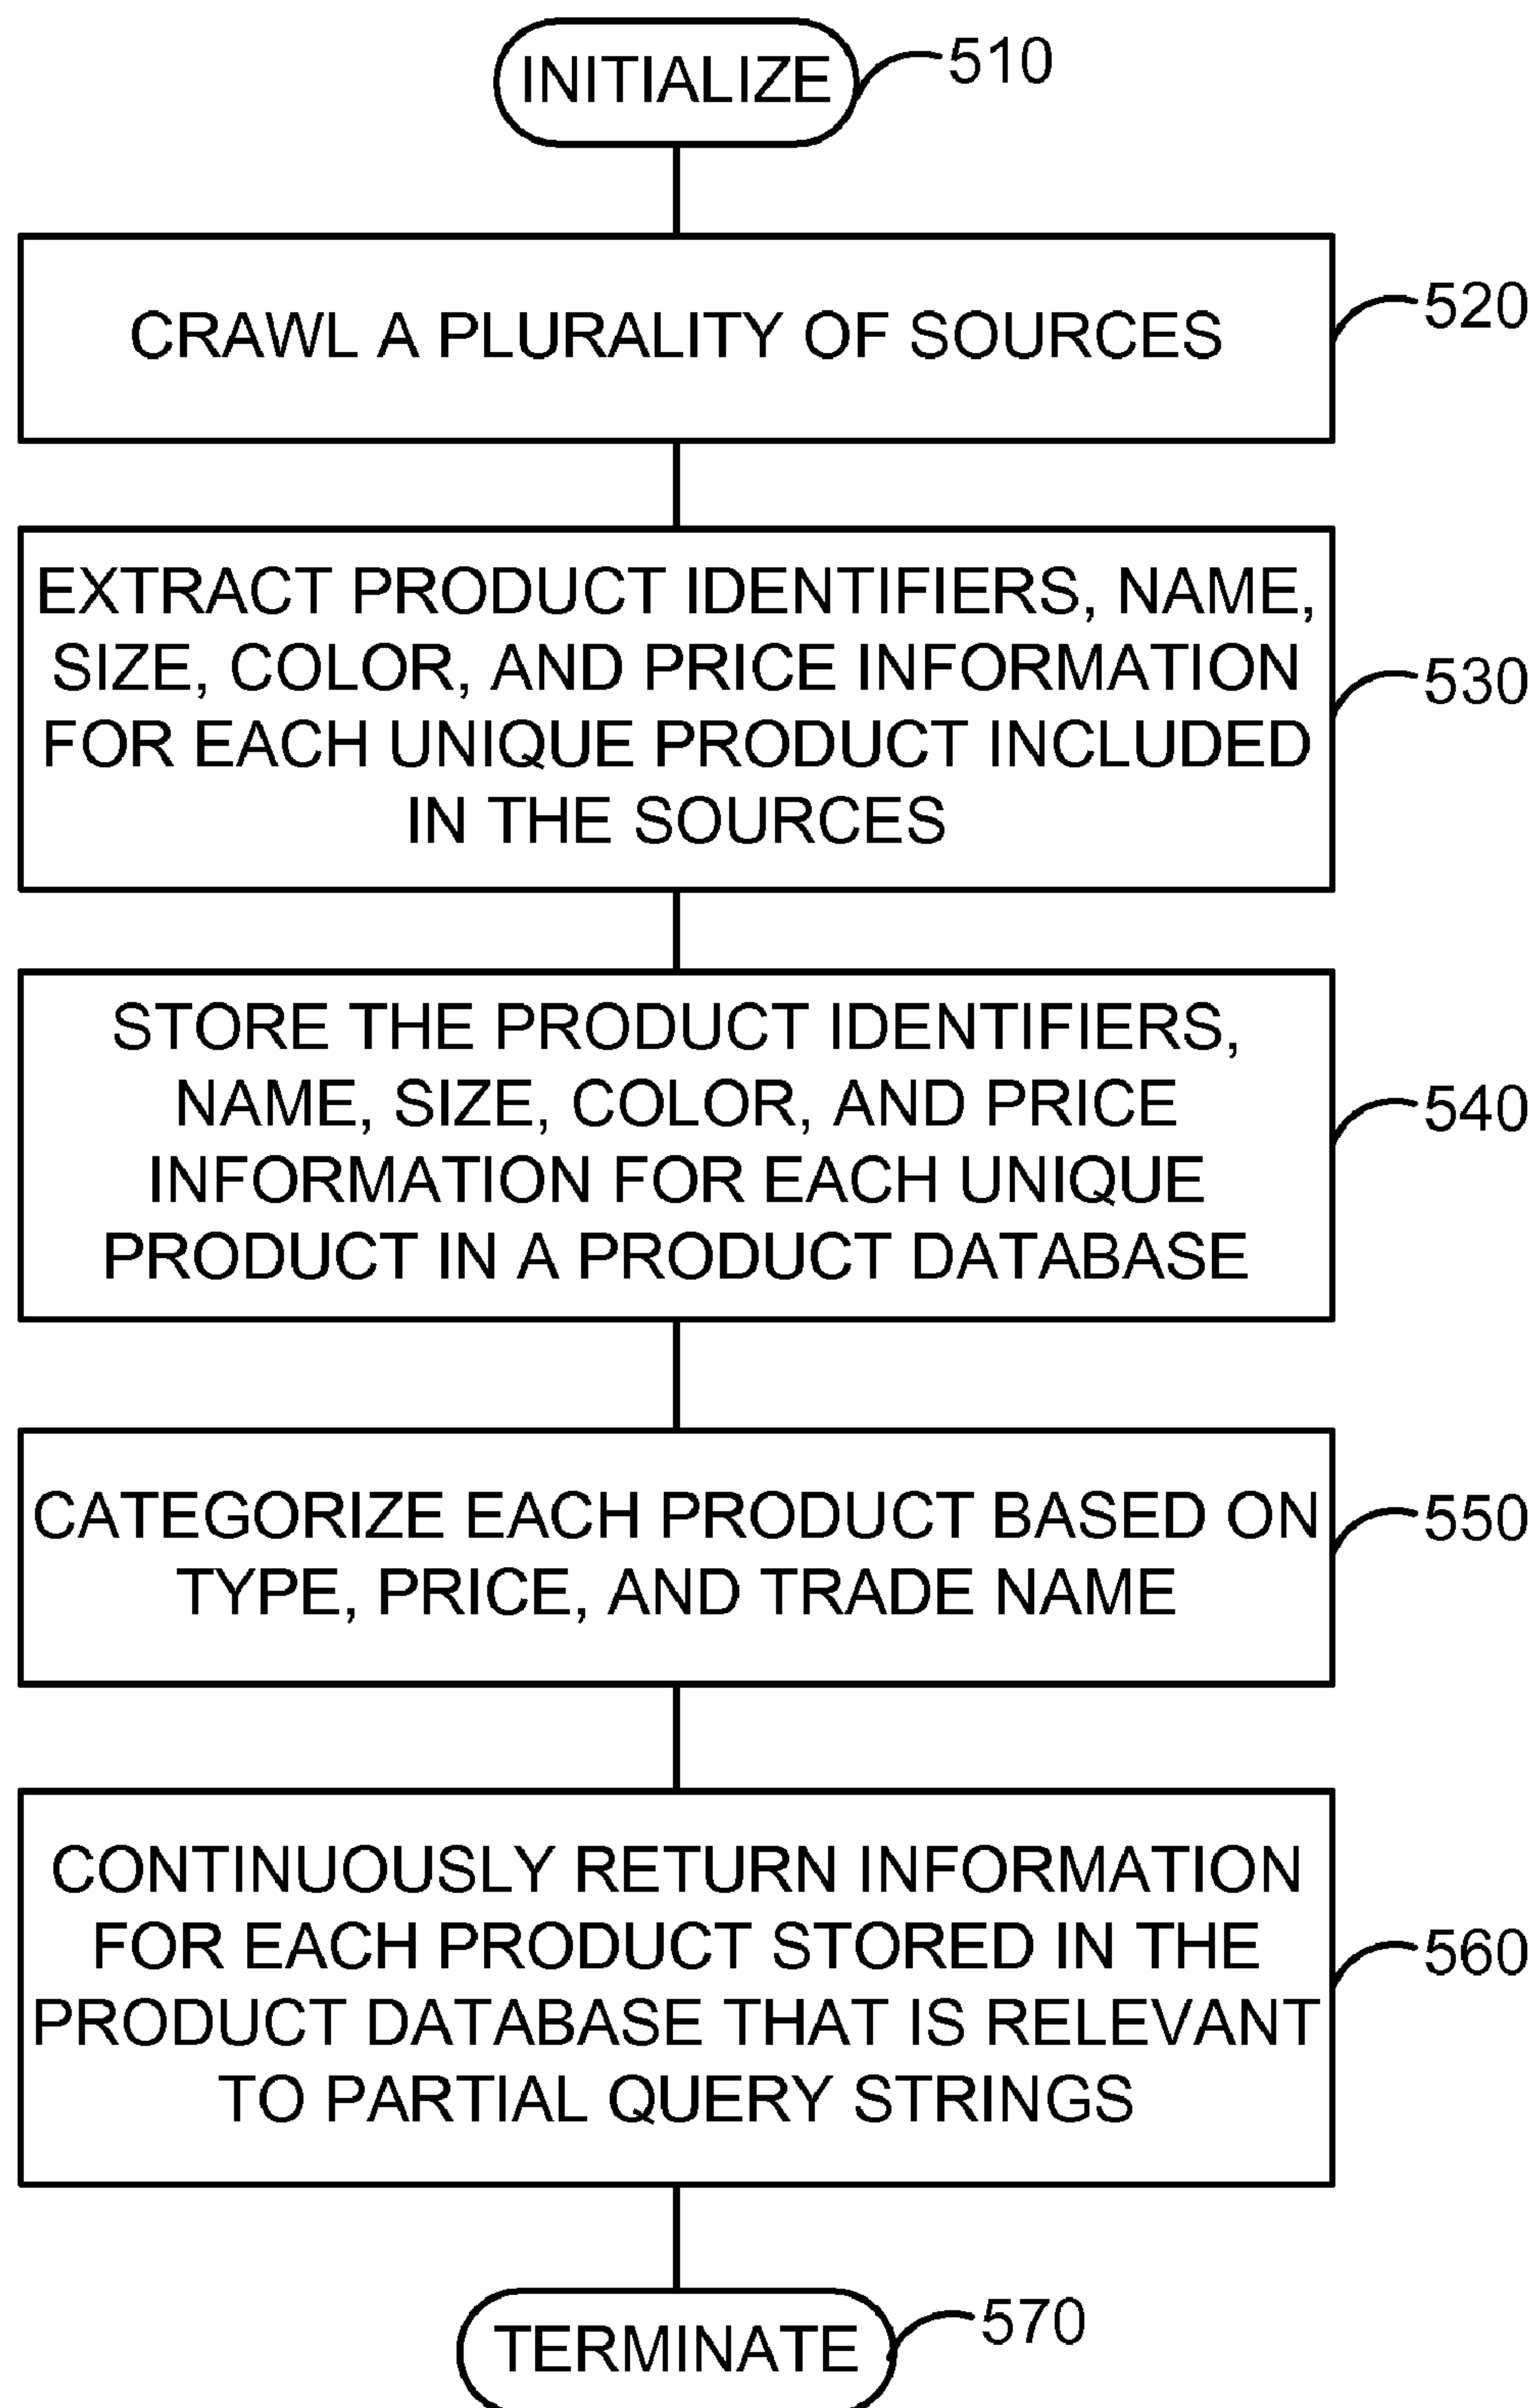 INITIALIZE
510
CRAWL A PLURALITY OF SOURCES
520
EXTRACT PRODUCT IDENTIFIERS, NAME,
SIZE, COLOR, AND PRICE INFORMATION
FOR EACH UNIQUE PRODUCT INCLUDED
IN THE SOURCES
530
STORE THE PRODUCT IDENTIFIERS,
NAME, SIZE, COLOR, AND PRICE
INFORMATION FOR EACH UNIQUE
PRODUCT IN A PRODUCT DATABASE
540
CATEGORIZE EACH PRODUCT BASED ON
TYPE, PRICE, AND TRADE NAME
550
CONTINUOUSLY RETURN INFORMATION
FOR EACH PRODUCT STORED IN THE
PRODUCT DATABASE THAT IS RELEVANT
TO PARTIAL QUERY STRINGS
560
TERMINATE
570